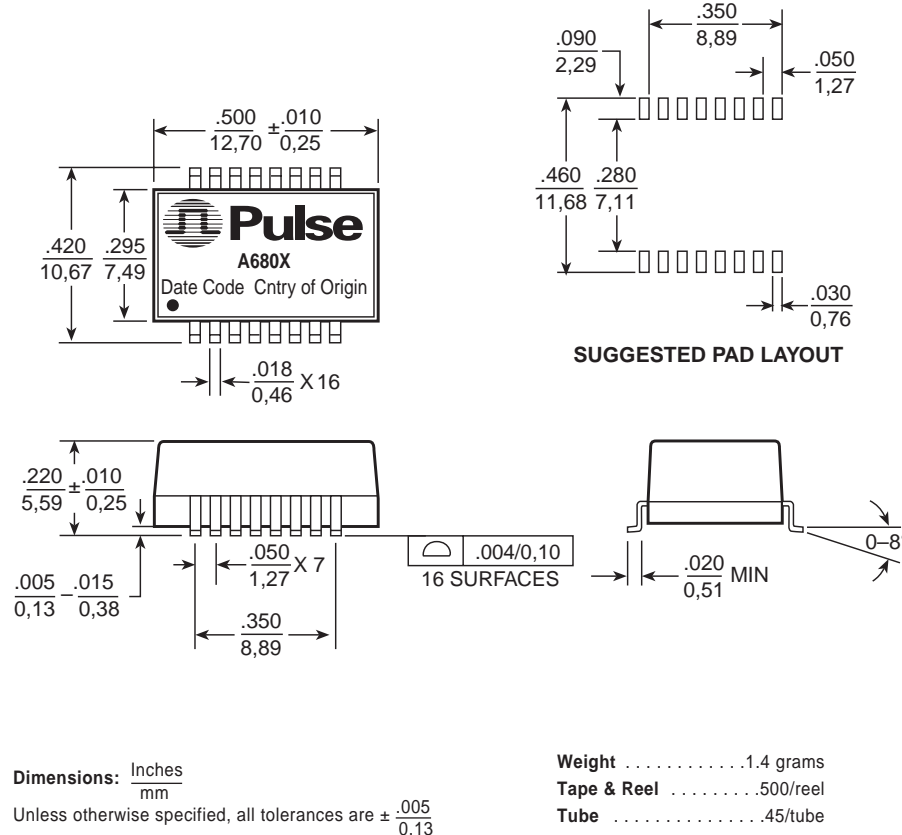 .350
8,89
.090
2,29
.050
1,27
.500 ±.010
12,70 0,25
.460 .280
11,68 7,11
.420 .295
10,67 7,49
Pulse
A680X
Date Code Cntry of Origin
.030
0,76
SUGGESTED PAD LAYOUT
.018 X 16
0,46
.220 ±.010
5,59 0,25
.050 X 7
1,27
.004/0,10
16 SURFACES
0–8°
.005 – .015
0,13 0,38
.020 MIN
0,51
.350
8,89
Dimensions: Inches
mm
Unless otherwise specified, all tolerances are ± .005
0,13
Weight . . . . . . . . . . . .1.4 grams
Tape & Reel . . . . . . . . .500/reel
Tube . . . . . . . . . . . . . .45/tube